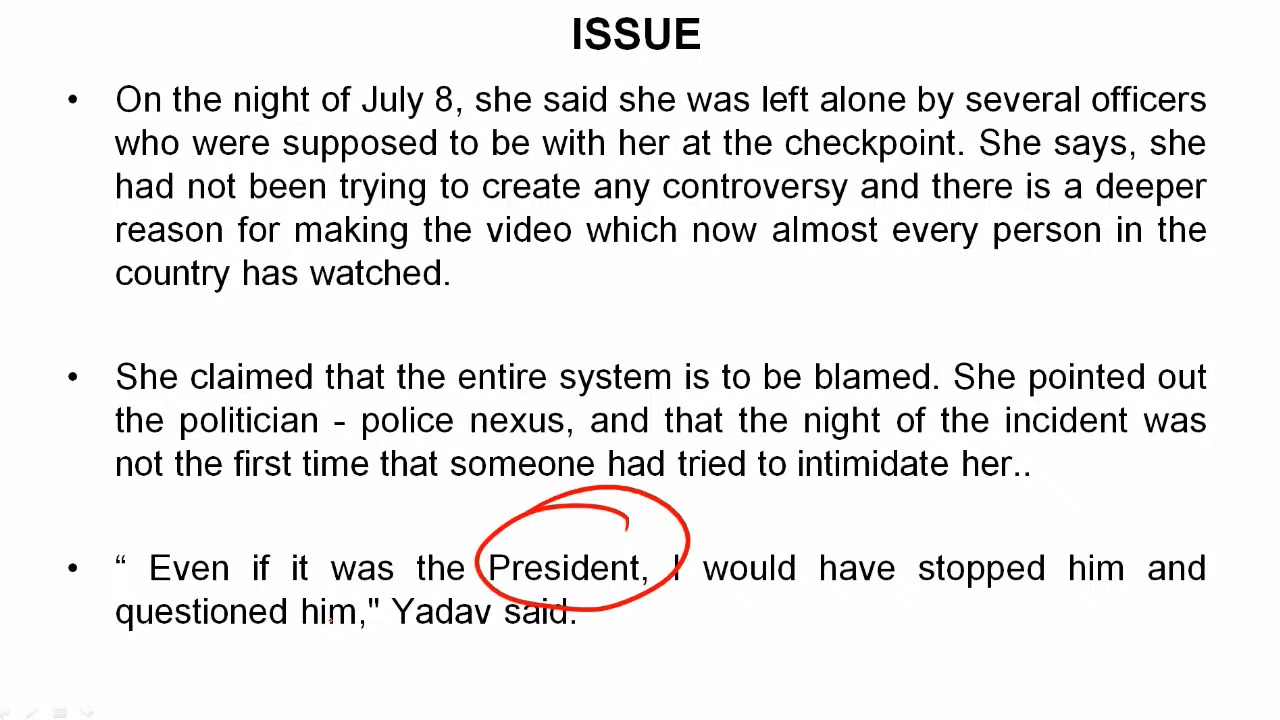 ISSUE
• On the night of July 8, she said she was left alone by several officers
who were supposed to be with her at the checkpoint. She says, she
had not been trying to create any controversy and there is a deeper
reason for making the video which now almost every person in the
country has watched.
• She claimed that the entire system is to be blamed. She pointed out
the politician - police nexus, and that the night of the incident was
not the first time that someone had tried to intimidate her..
• “ Even if it was the President, I would have stopped him and
questioned him," Yadav said.